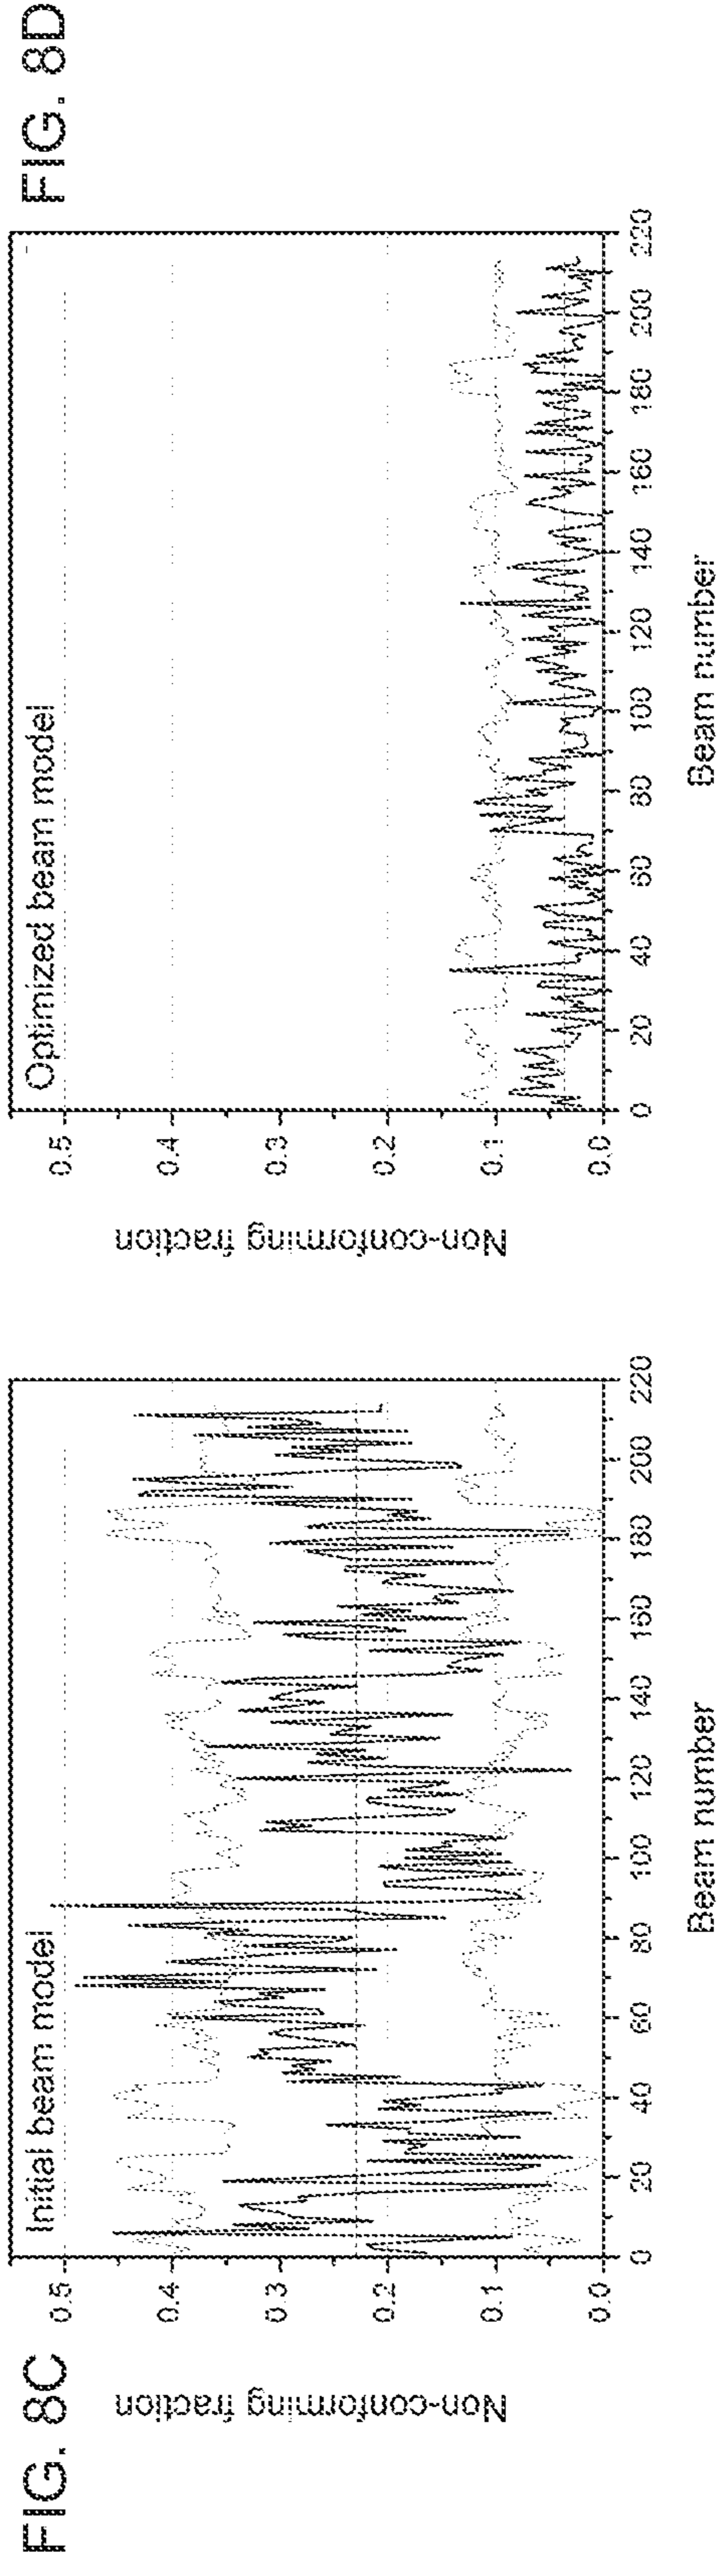 FIG. 8C
Initial beam model
Non-conforming fraction
0.5
0.4
0.3
0.2
0.1
0.0
0 20 40 60 80 100 120 140 160 180 200 220
Beam number
FIG. 8D
Optimized beam model
Non-conforming fraction
0.5
0.4
0.3
0.2
0.1
0.0
0 20 40 60 80 100 120 140 160 180 200 220
Beam number